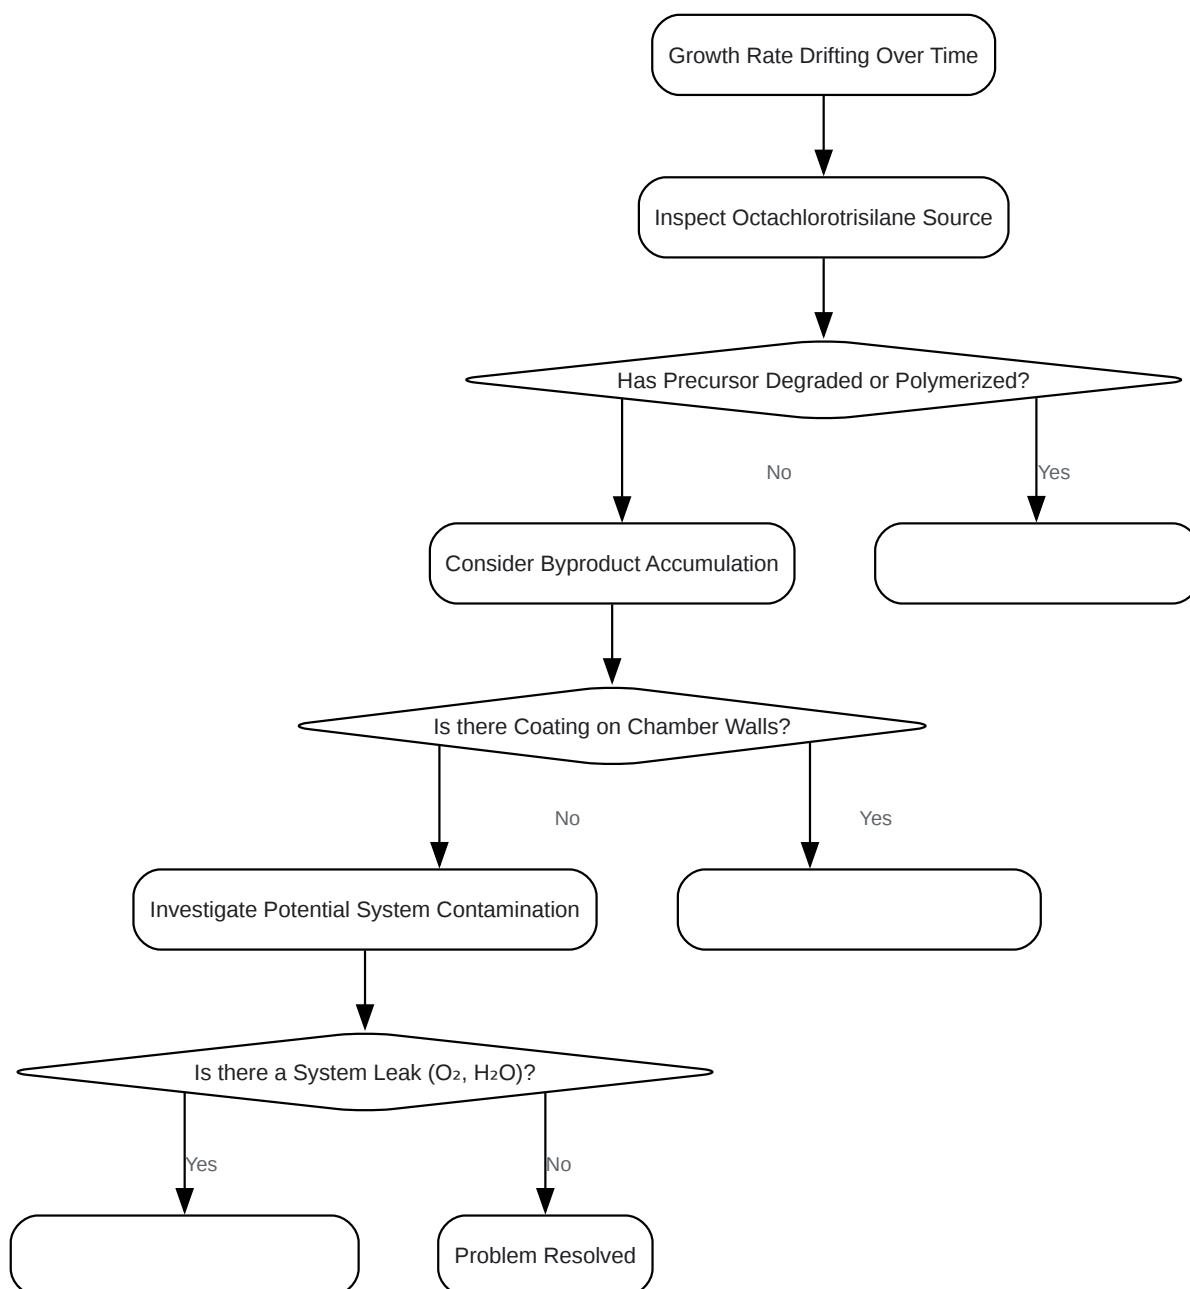 Growth Rate Drifting Over Time
Inspect Octachlorotrisilane Source
Has Precursor Degraded or Polymerized?
No
Yes
Consider Byproduct Accumulation
Is there Coating on Chamber Walls?
No
Yes
Investigate Potential System Contamination
Is there a System Leak (O₂, H₂O)?
Yes
No
Problem Resolved